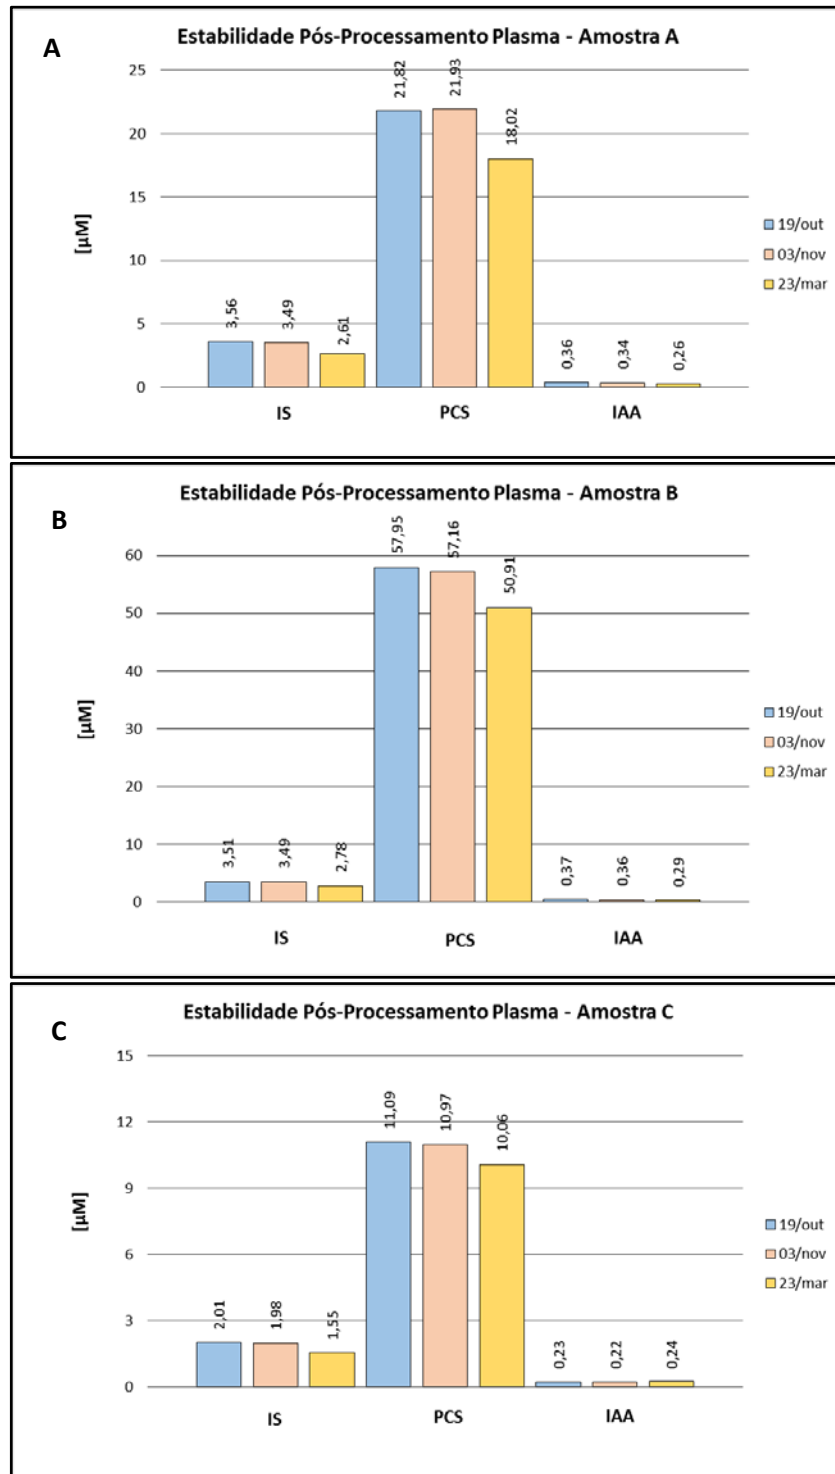 A
Estabilidade Pós-Processamento Plasma - Amostra A
[µM]
25
20
15
10
5
0
3,56
3,49
2,61
21,82
21,93
18,02
0,36
0,34
0,26
IS
PCS
IAA
19/out
03/nov
23/mar
B
Estabilidade Pós-Processamento Plasma - Amostra B
[µM]
60
50
40
30
20
10
0
3,51
3,49
2,78
57,95
57,16
50,91
0,37
0,36
0,29
IS
PCS
IAA
19/out
03/nov
23/mar
C
Estabilidade Pós-Processamento Plasma - Amostra C
[µM]
15
12
9
6
3
0
2,01
1,98
1,55
11,09
10,97
10,06
0,23
0,22
0,24
IS
PCS
IAA
19/out
03/nov
23/mar